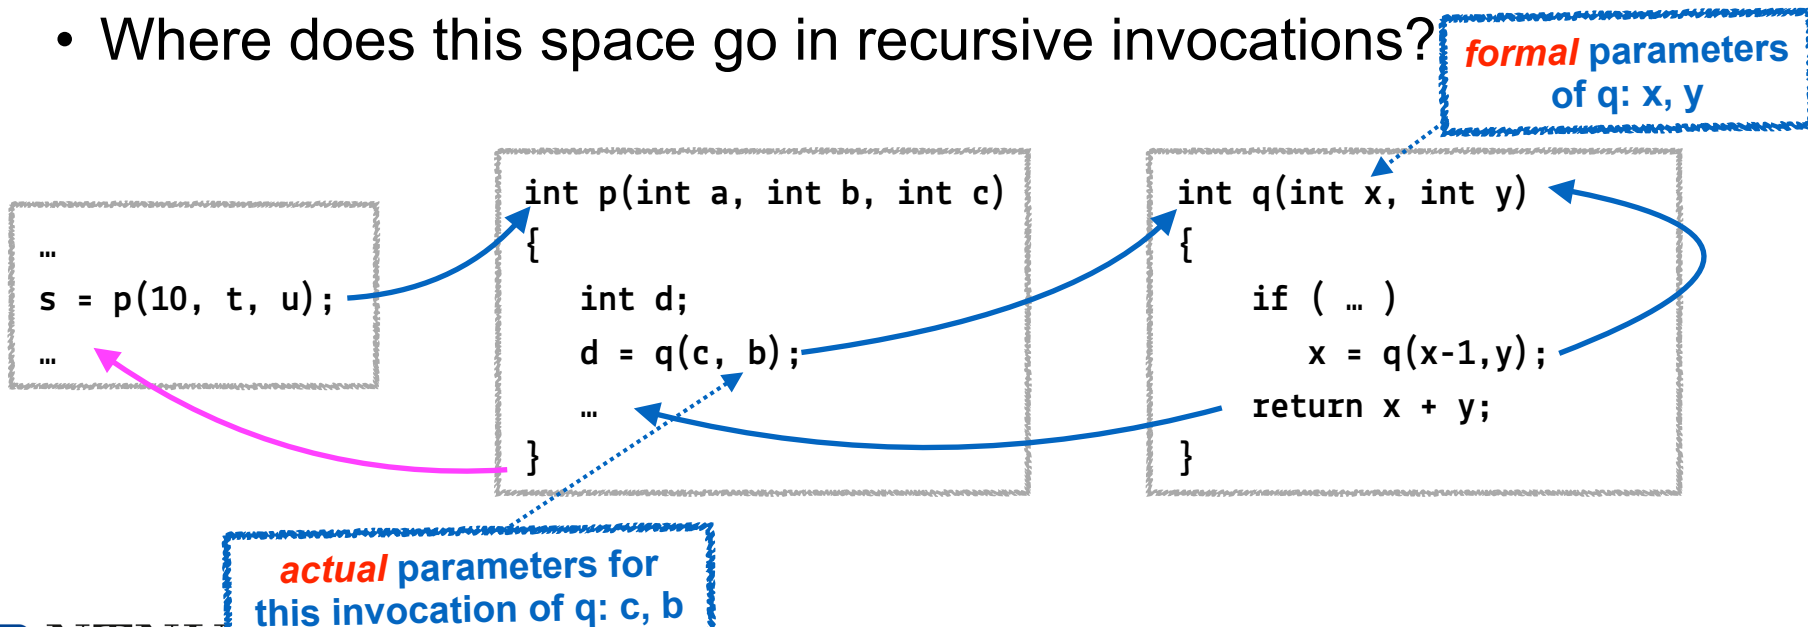 • Where does this space go in recursive invocations?
formal parameters
of q: x, y
…
s = p(10, t, u);
…
int p(int a, int b, int c)
{
int d;
d = q(c, b);
…
}
int q(int x, int y)
{
if ( … )
x = q(x-1,y);
return x + y;
}
actual parameters for
this invocation of q: c, b